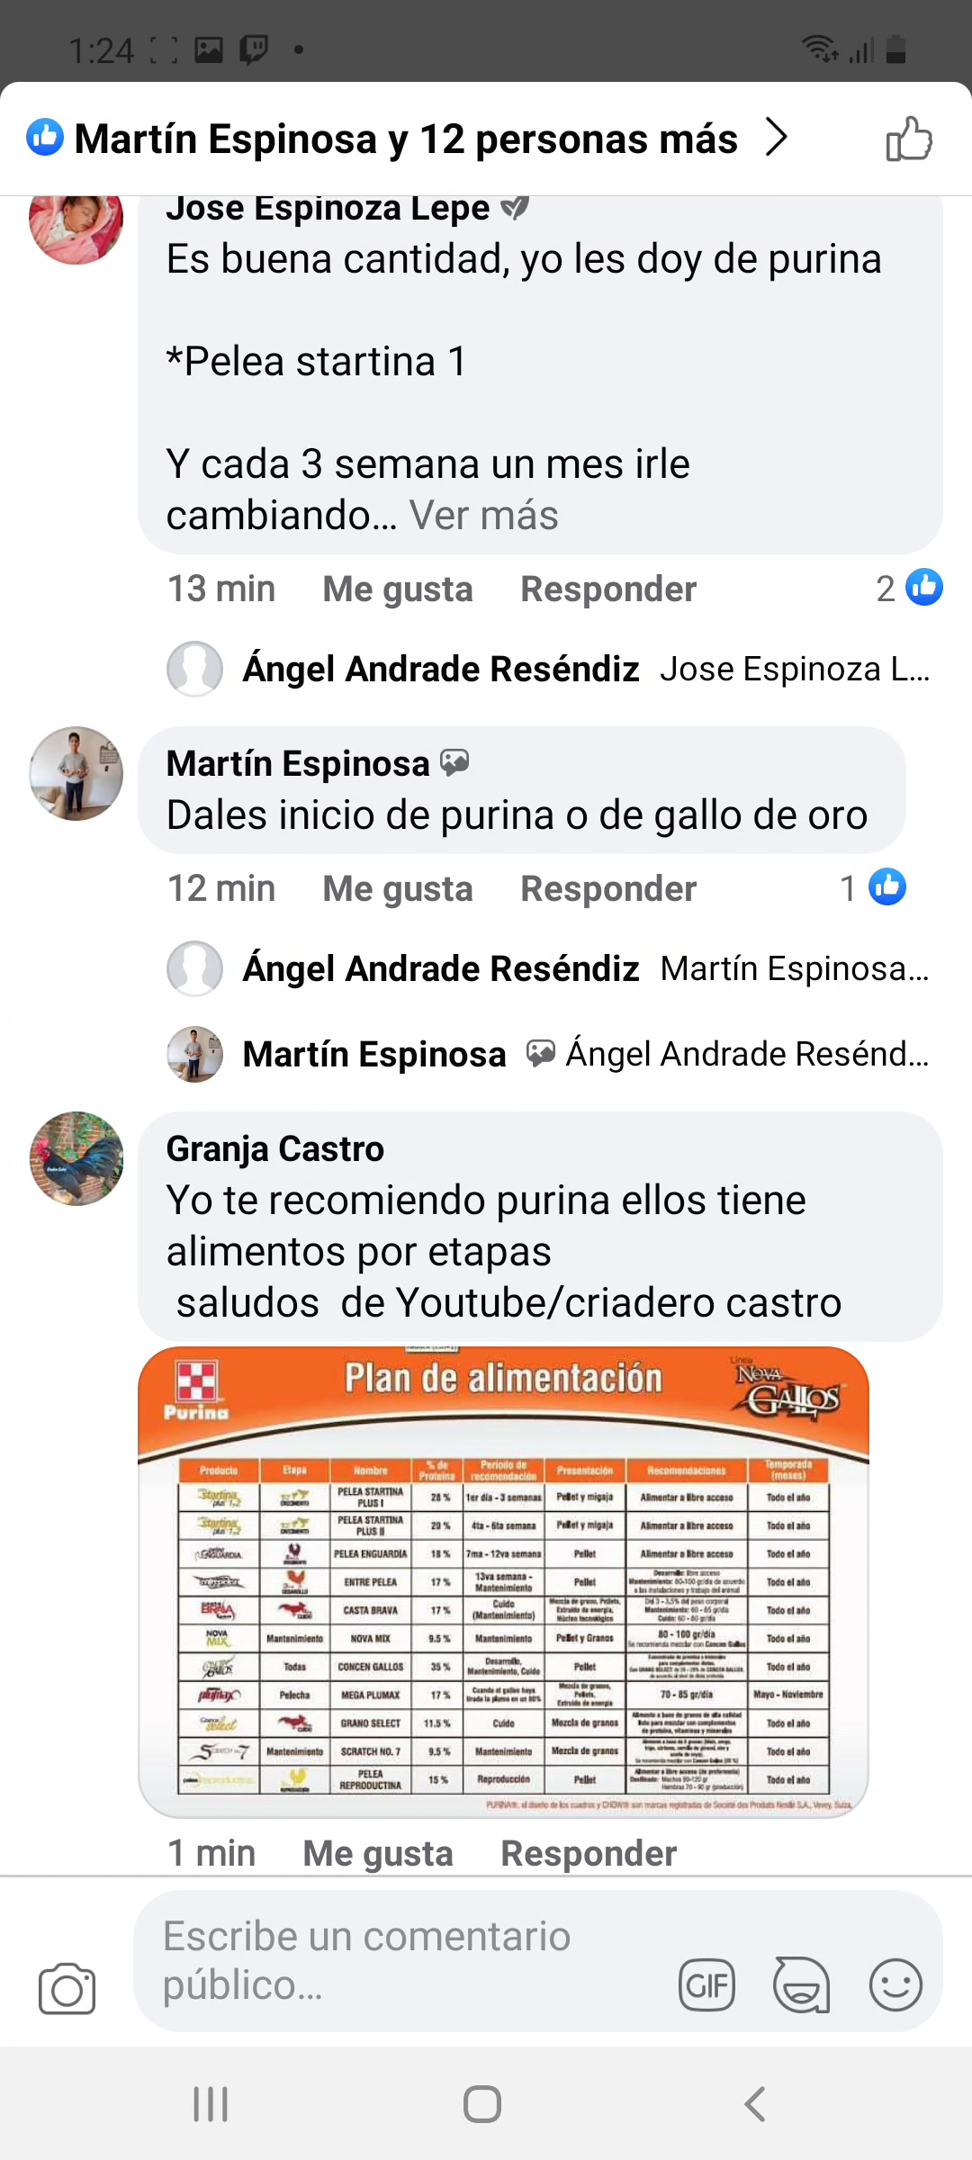 1:24
Martín Espinosa y 12 personas más
Jose Espinoza Lepe
Es buena cantidad, yo les doy de purina
*Pelea startina 1
Y cada 3 semana un mes irle
cambiando... Ver más
13 min Me gusta Responder 2
Ángel Andrade Reséndiz Jose Espinoza L...
Martín Espinosa
Dales inicio de purina o de gallo de oro
12 min Me gusta Responder 1
Ángel Andrade Reséndiz Martín Espinosa...
Martín Espinosa Ángel Andrade Resénd...
Granja Castro
Yo te recomiendo purina ellos tiene
alimentos por etapas
saludos de Youtube/criadero castro
Purina
Plan de alimentación
Línea
NOVA
GALLOS
Producto Etapa Nombre % de Proteína Periodo de recomendación Presentación Recomendaciones Temporada (meses)
PELEA STARTINA PLUS I 28 % 1er día - 3 semanas Pellet y migaja Alimentar a libre acceso Todo el año
PELEA STARTINA PLUS II 20 % 4ta - 6ta semana Pellet y migaja Alimentar a libre acceso Todo el año
PELEA ENGUARDIA 18 % 7ma - 12va semana Pellet Alimentar a libre acceso Todo el año
ENTRE PELEA 17 % 13va semana - Mantenimiento Pellet Todo el año
CASTA BRAVA 17 % Cuido (Mantenimiento) Todo el año
NOVA MIX Mantenimiento NOVA MIX 9.5 % Mantenimiento Pellet y Granos 80 - 100 gr/día Todo el año
Todas CONCEN GALLOS 35 % Desarrollo, Mantenimiento, Cuido Pellet Todo el año
Pelecha MEGA PLUMAX 17 % 70 - 85 gr/día Mayo - Noviembre
GRANO SELECT 11.5 % Cuido Mezcla de granos Todo el año
Mantenimiento SCRATCH NO. 7 9.5 % Mantenimiento Mezcla de granos Todo el año
PELEA REPRODUCTINA 15 % Reproducción Pellet Todo el año
1 min Me gusta Responder
Escribe un comentario
público...
GIF